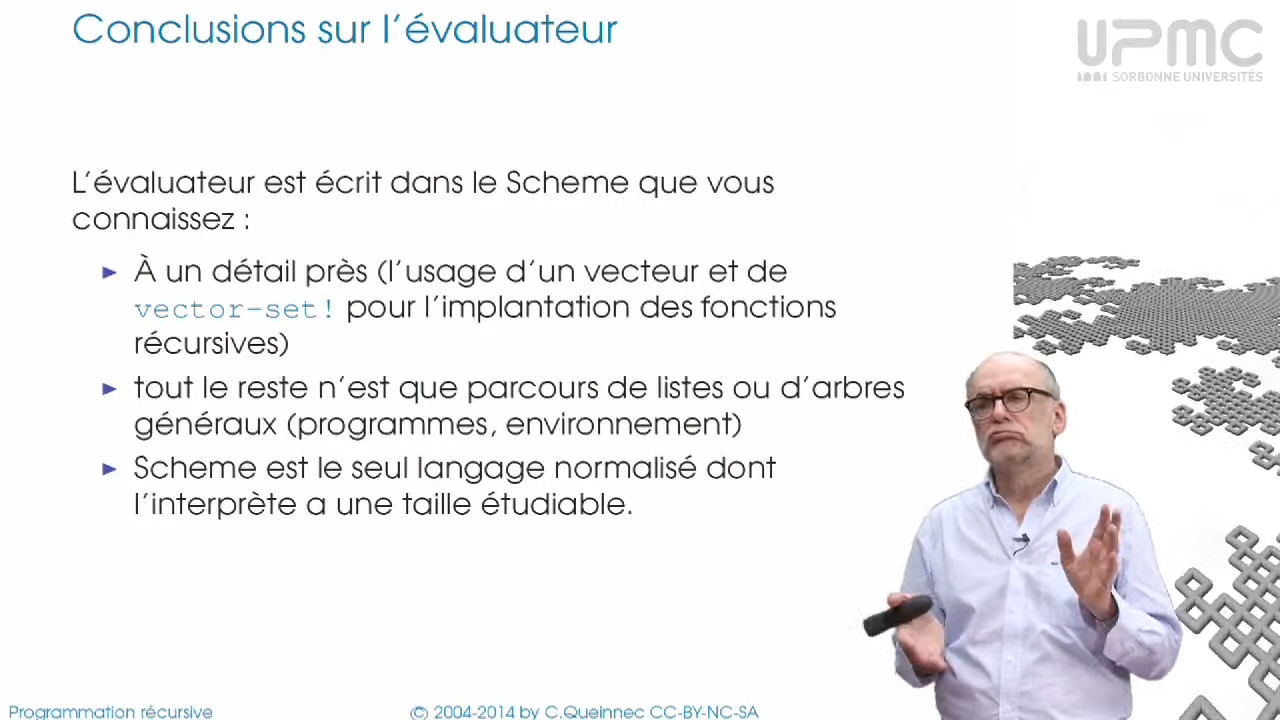 Conclusions sur l'évaluateur
UPMC
SORBONNE UNIVERSITÉS
L'évaluateur est écrit dans le Scheme que vous
connaissez :
► À un détail près (l'usage d'un vecteur et de
vector-set! pour l'implantation des fonctions
récursives)
► tout le reste n'est que parcours de listes ou d'arbres
généraux (programmes, environnement)
► Scheme est le seul langage normalisé dont
l'interprète a une taille étudiable.
Programmation récursive
© 2004-2014 by C.Queinnec CC-BY-NC-SA